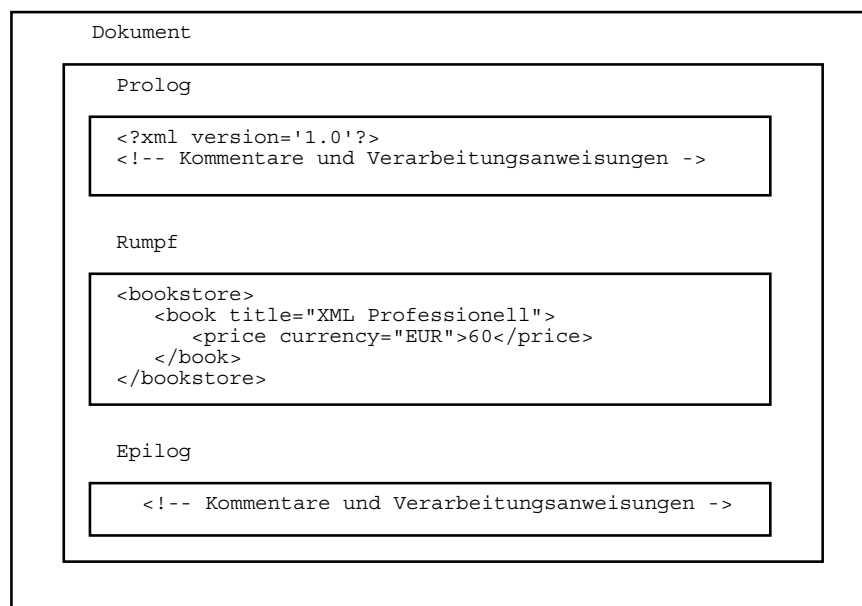 Dokument
Prolog
<?xml version='1.0'?>
<!-- Kommentare und Verarbeitungsanweisungen ->
Rumpf
<bookstore>
<book title="XML Professionell">
<price currency="EUR">60</price>
</book>
</bookstore>
Epilog
<!-- Kommentare und Verarbeitungsanweisungen ->